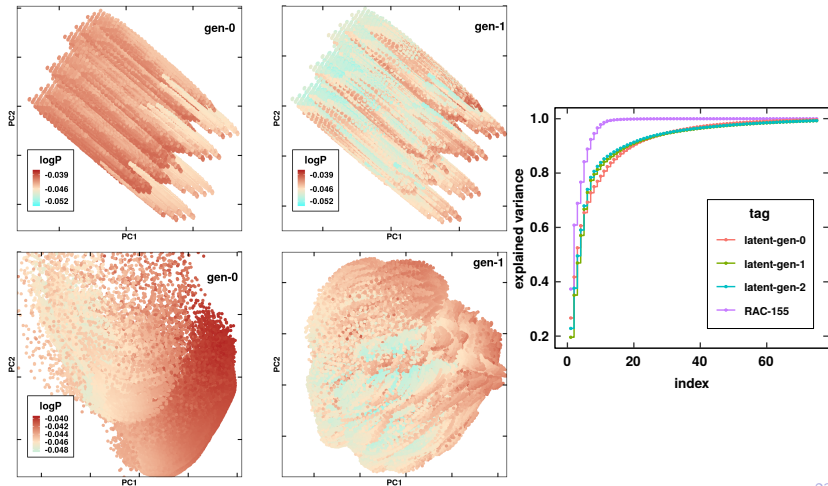 gen-0
PC2
logP
-0.039
-0.046
-0.052
PC1
gen-1
PC2
logP
-0.039
-0.046
-0.052
PC1
gen-0
PC2
logP
-0.040
-0.042
-0.044
-0.046
-0.048
PC1
gen-1
PC2
PC1
explained variance
1.0
0.8
0.6
0.4
0.2
tag
latent-gen-0
latent-gen-1
latent-gen-2
RAC-155
0
20
40
60
index